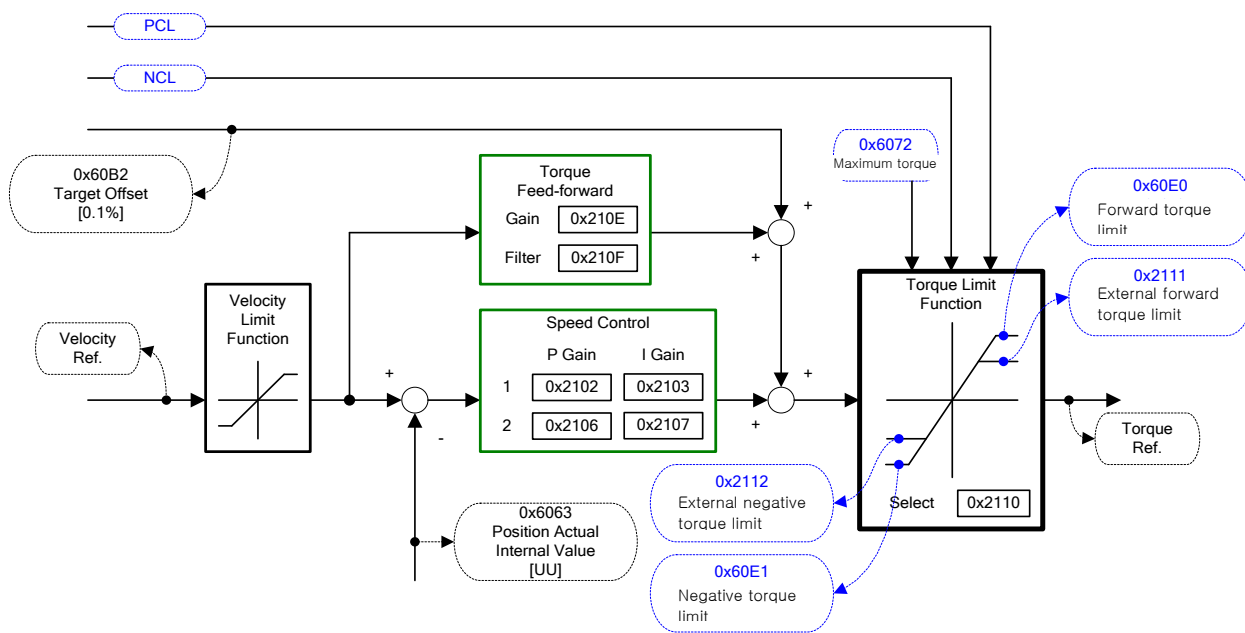 PCL
NCL
0x60B2
Target Offset
[0.1%]
Torque
Feed-forward
Gain
0x210E
Filter
0x210F
+
+
0x6072
Maximum torque
0x60E0
Forward torque
limit
0x2111
External forward
torque limit
Velocity
Ref.
Velocity
Limit
Function
+
-
Speed Control
P Gain
I Gain
1
0x2102
0x2103
2
0x2106
0x2107
+
+
Torque Limit
Function
Select
0x2110
Torque
Ref.
0x2112
External negative
torque limit
0x60E1
Negative torque
limit
0x6063
Position Actual
Internal Value
[UU]